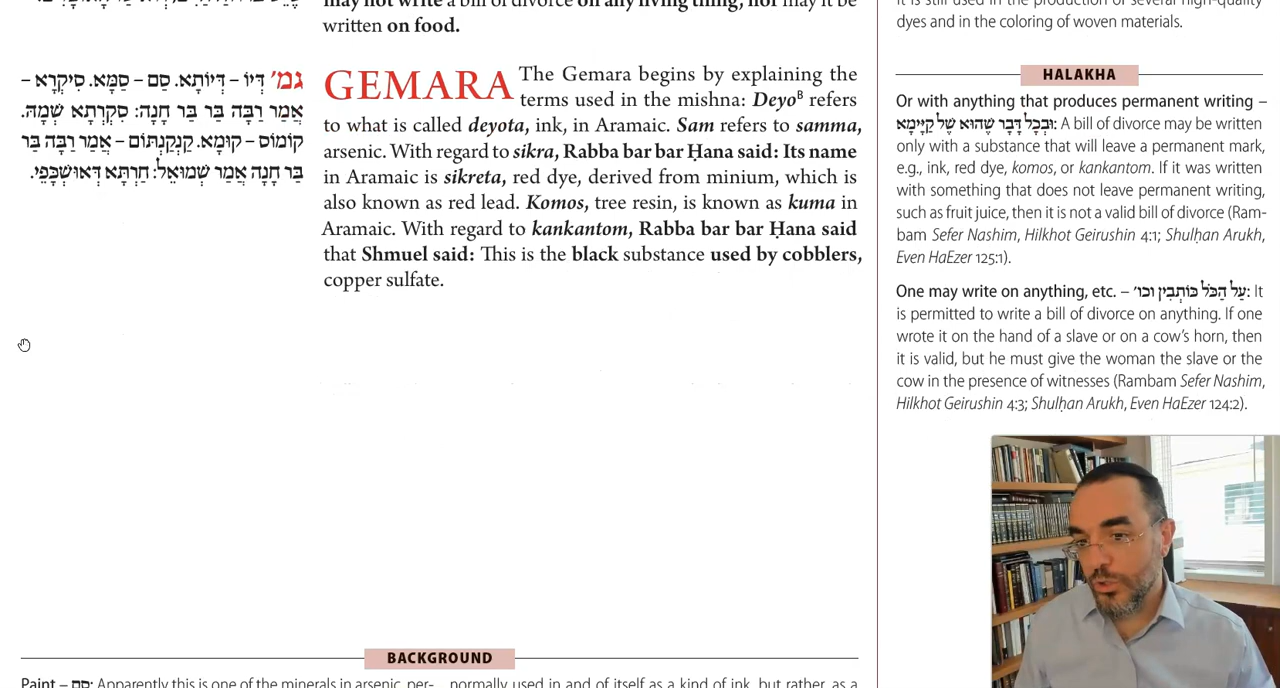 may not write a bill of divorce on any living thing, nor may it be
written on food.
גמ׳ דְּיוֹ – דְּיוּתָא. סַם – סַמָּא. סִיקְרָא –
אֲמַר רַבָּה בַּר בַּר חָנָה: סִקְרְתָא שְׁמָהּ.
קוֹמוֹס – קוּמָא. קַנְקַנְתּוֹם – אֲמַר רַבָּה בַּר
בַּר חָנָה אֲמַר שְׁמוּאֵל: חַרְתָּא דְּאוּשְׁכָּפֵי.
GEMARA The Gemara begins by explaining the
terms used in the mishna: Deyoᴮ refers
to what is called deyota, ink, in Aramaic. Sam refers to samma,
arsenic. With regard to sikra, Rabba bar bar Ḥana said: Its name
in Aramaic is sikreta, red dye, derived from minium, which is
also known as red lead. Komos, tree resin, is known as kuma in
Aramaic. With regard to kankantom, Rabba bar bar Ḥana said
that Shmuel said: This is the black substance used by cobblers,
copper sulfate.
It is still used in the production of several high-quality
dyes and in the coloring of woven materials.
HALAKHA
Or with anything that produces permanent writing –
וּבְכָל דָּבָר שֶׁהוּא שֶׁל קַיָּימָא: A bill of divorce may be written
only with a substance that will leave a permanent mark,
e.g., ink, red dye, komos, or kankantom. If it was written
with something that does not leave permanent writing,
such as fruit juice, then it is not a valid bill of divorce (Ram-
bam Sefer Nashim, Hilkhot Geirushin 4:1; Shulḥan Arukh,
Even HaEzer 125:1).
One may write on anything, etc. – עַל הַכֹּל כּוֹתְבִין וכו׳: It
is permitted to write a bill of divorce on anything. If one
wrote it on the hand of a slave or on a cow's horn, then
it is valid, but he must give the woman the slave or the
cow in the presence of witnesses (Rambam Sefer Nashim,
Hilkhot Geirushin 4:3; Shulḥan Arukh, Even HaEzer 124:2).
BACKGROUND
Paint – סַם: Apparently this is one of the minerals in arsenic, per-
normally used in and of itself as a kind of ink, but rather, as a